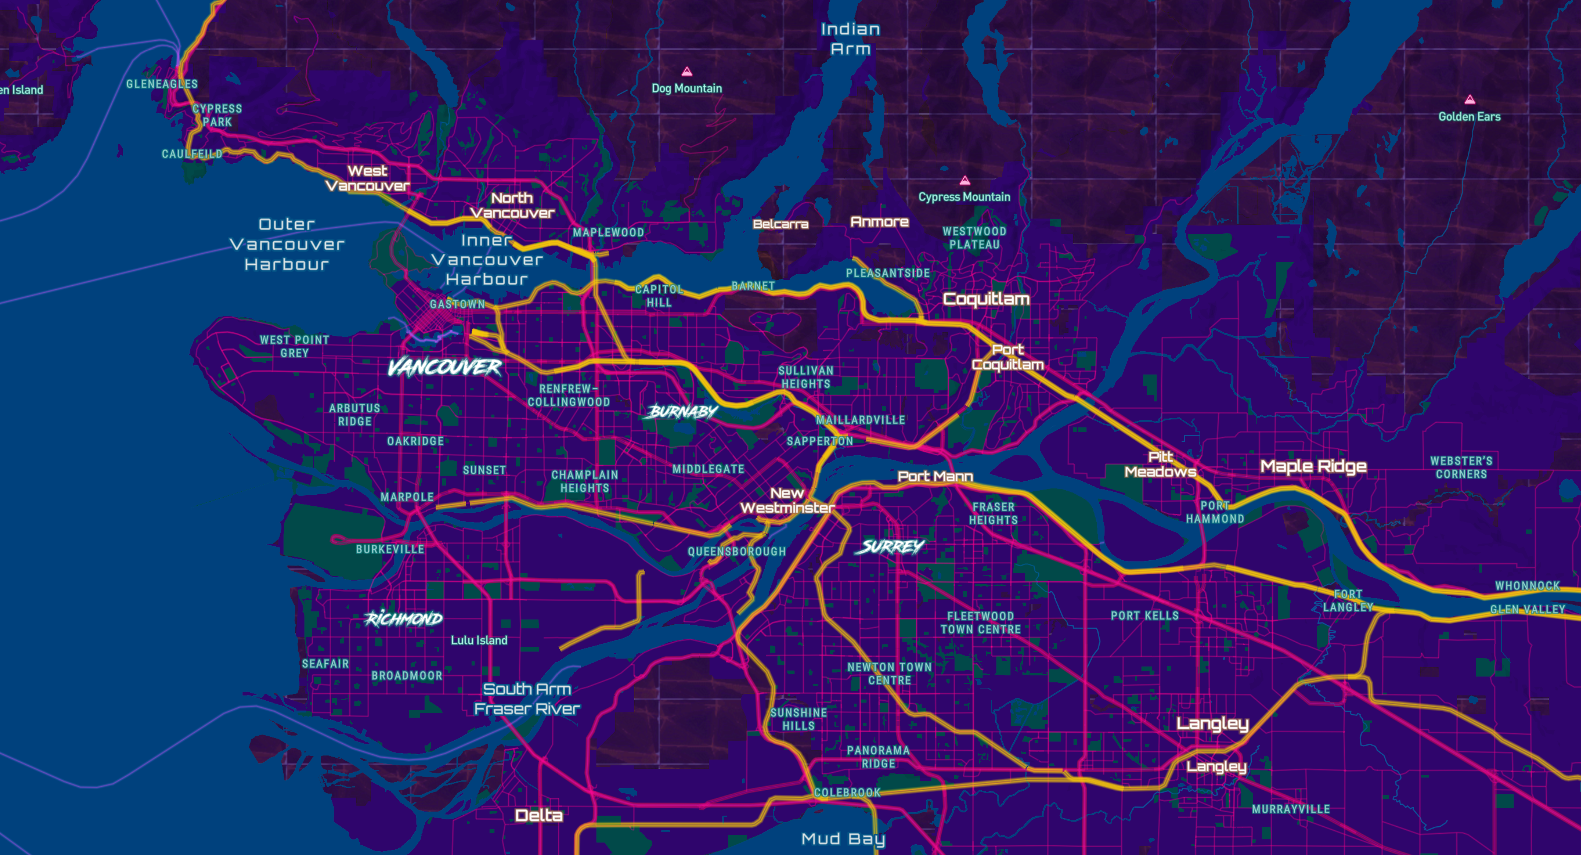 Indian
Arm
Dog Mountain
GLENEAGLES
en Island
CYPRESS
PARK
Golden Ears
CAULFEILD
West
Vancouver
Cypress Mountain
North
Vancouver
Belcarra
Anmore
MAPLEWOOD
WESTWOOD
PLATEAU
Outer
Vancouver
Harbour
Inner
Vancouver
Harbour
PLEASANTSIDE
CAPITOL
HILL
BARNET
Coquitlam
GASTOWN
WEST POINT
GREY
VANCOUVER
Port
Coquitlam
SULLIVAN
HEIGHTS
RENFREW-
COLLINGWOOD
BURNABY
ARBUTUS
RIDGE
MAILLARDVILLE
OAKRIDGE
SAPPERTON
SUNSET
CHAMPLAIN
HEIGHTS
MIDDLEGATE
Port Mann
Pitt
Meadows
Maple Ridge
WEBSTER'S
CORNERS
MARPOLE
New
Westminster
FRASER
HEIGHTS
PORT
HAMMOND
BURKEVILLE
QUEENSBOROUGH
SURREY
WHONNOCK
FORT
LANGLEY
GLEN VALLEY
RICHMOND
Lulu Island
FLEETWOOD
TOWN CENTRE
PORT KELLS
SEAFAIR
BROADMOOR
NEWTON TOWN
CENTRE
South Arm
Fraser River
SUNSHINE
HILLS
Langley
PANORAMA
RIDGE
Langley
COLEBROOK
Delta
MURRAYVILLE
Mud Bay